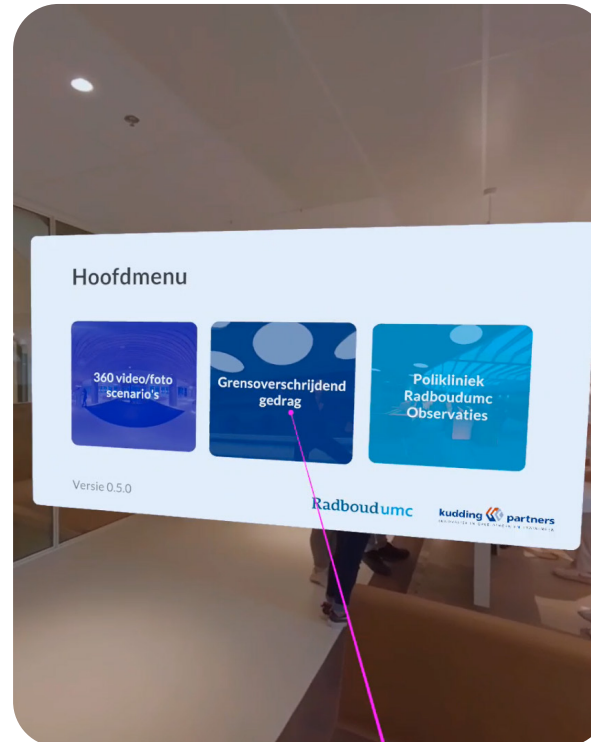 Hoofdmenu
360 video/foto
scenario's
Grensoverschrijdend
gedrag
Polikliniek
Radboudumc
Observaties
Versie 0.5.0
Radboudumc
kudding partners